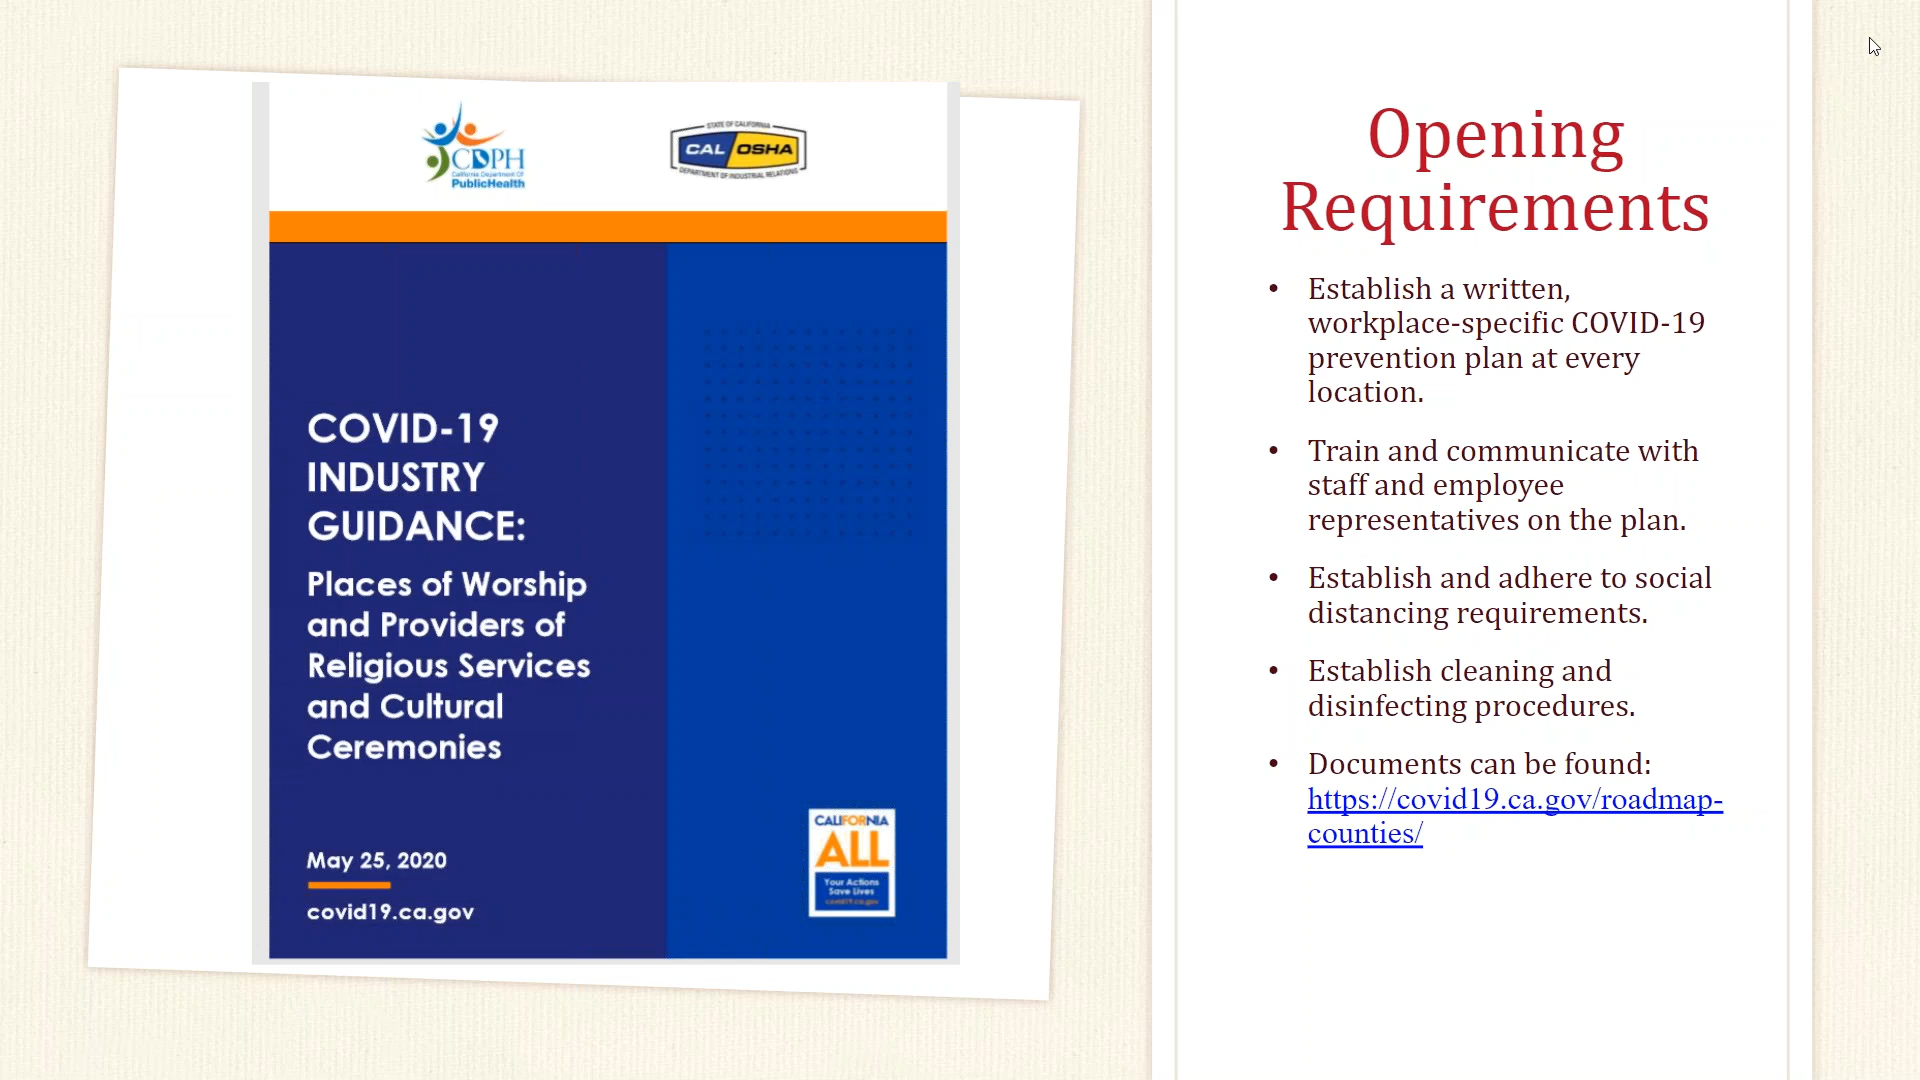 CDPH
California Department of
PublicHealth
STATE OF CALIFORNIA
CAL OSHA
DEPARTMENT OF INDUSTRIAL RELATIONS
COVID-19
INDUSTRY
GUIDANCE:
Places of Worship
and Providers of
Religious Services
and Cultural
Ceremonies
May 25, 2020
covid19.ca.gov
CALIFORNIA
ALL
Your Actions
Save Lives
covid19.ca.gov
Opening
Requirements
• Establish a written,
workplace-specific COVID-19
prevention plan at every
location.
• Train and communicate with
staff and employee
representatives on the plan.
• Establish and adhere to social
distancing requirements.
• Establish cleaning and
disinfecting procedures.
• Documents can be found:
https://covid19.ca.gov/roadmap-
counties/